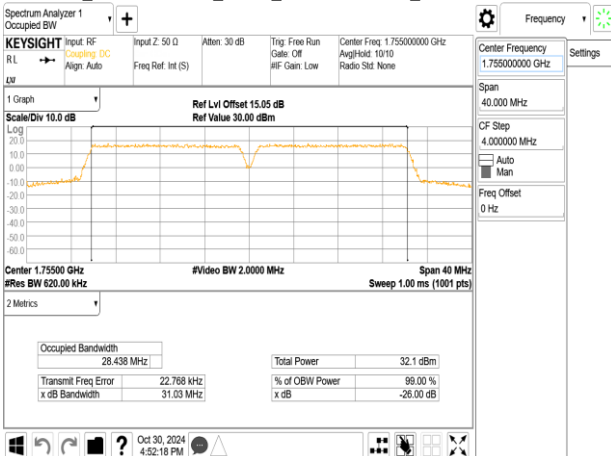 Spectrum Analyzer 1
Occupied BW
+
Frequency
KEYSIGHT
RL
LXI
Input: RF
Coupling: DC
Align: Auto
Input Z: 50 Ω
Freq Ref: Int (S)
Atten: 30 dB
Trig: Free Run
Gate: Off
#IF Gain: Low
Center Freq: 1.755000000 GHz
Avg|Hold: 10/10
Radio Std: None
Center Frequency
1.755000000 GHz
Settings
Span
40.000 MHz
CF Step
4.000000 MHz
Auto
Man
Freq Offset
0 Hz
1 Graph
Scale/Div 10.0 dB
Ref Lvl Offset 15.05 dB
Ref Value 30.00 dBm
Log
20.0
10.0
0.00
-10.0
-20.0
-30.0
-40.0
-50.0
-60.0
Center 1.75500 GHz
#Video BW 2.0000 MHz
Span 40 MHz
#Res BW 620.00 kHz
Sweep 1.00 ms (1001 pts)
2 Metrics
Occupied Bandwidth
28.438 MHz
Total Power 32.1 dBm
Transmit Freq Error 22.768 kHz
% of OBW Power 99.00 %
x dB Bandwidth 31.03 MHz
x dB -26.00 dB
?
Oct 30, 2024
4:52:18 PM